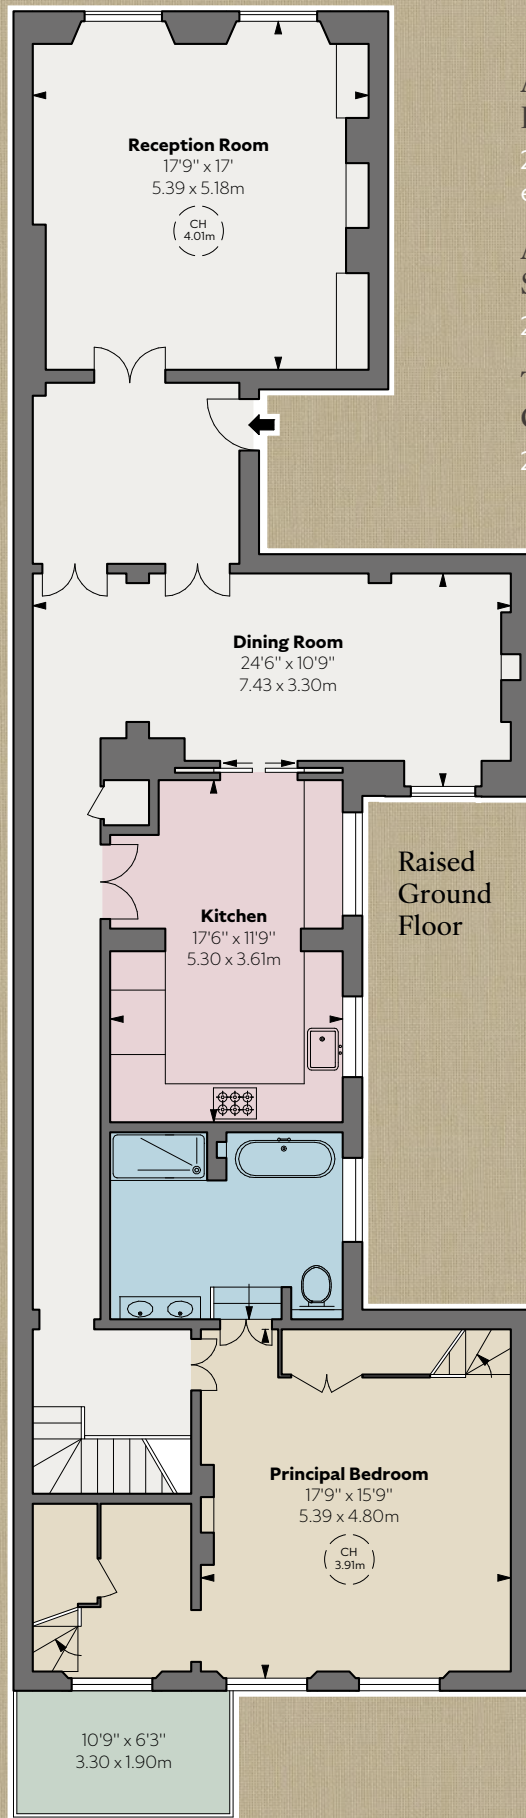 Reception Room
17'9" x 17'
5.39 x 5.18m
CH
4.01m
Dining Room
24'6" x 10'9"
7.43 x 3.30m
Raised
Ground
Floor
Kitchen
17'6" x 11'9"
5.30 x 3.61m
Principal Bedroom
17'9" x 15'9"
5.39 x 4.80m
CH
3.91m
10'9" x 6'3"
3.30 x 1.90m